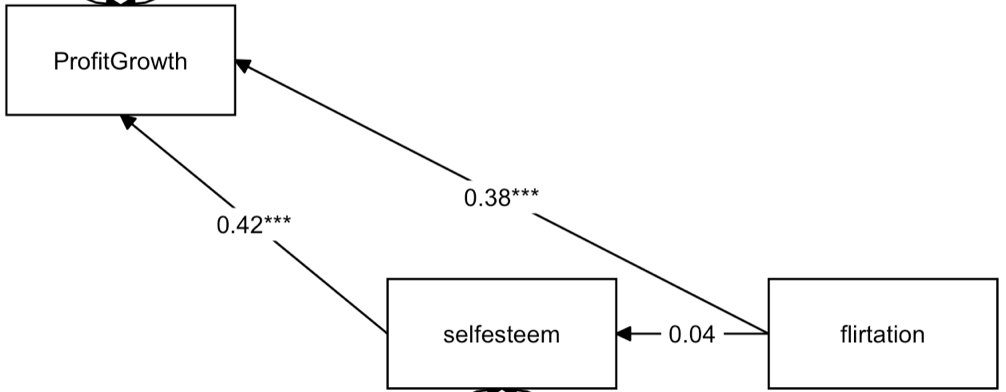 ProfitGrowth
0.38***
0.42***
selfesteem
0.04
flirtation